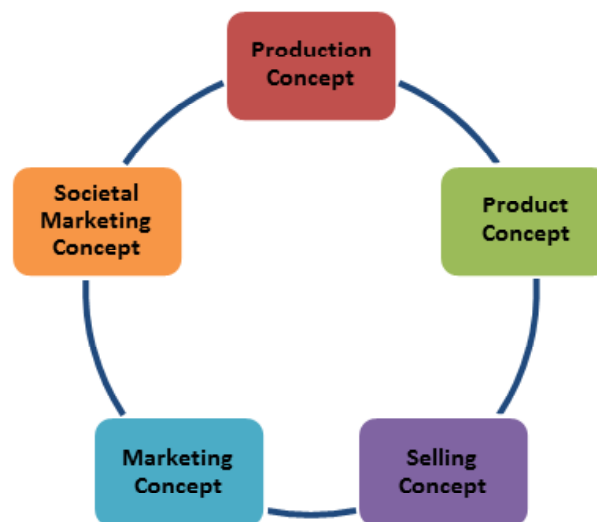 Production
Concept
Product
Concept
Selling
Concept
Marketing
Concept
Societal
Marketing
Concept